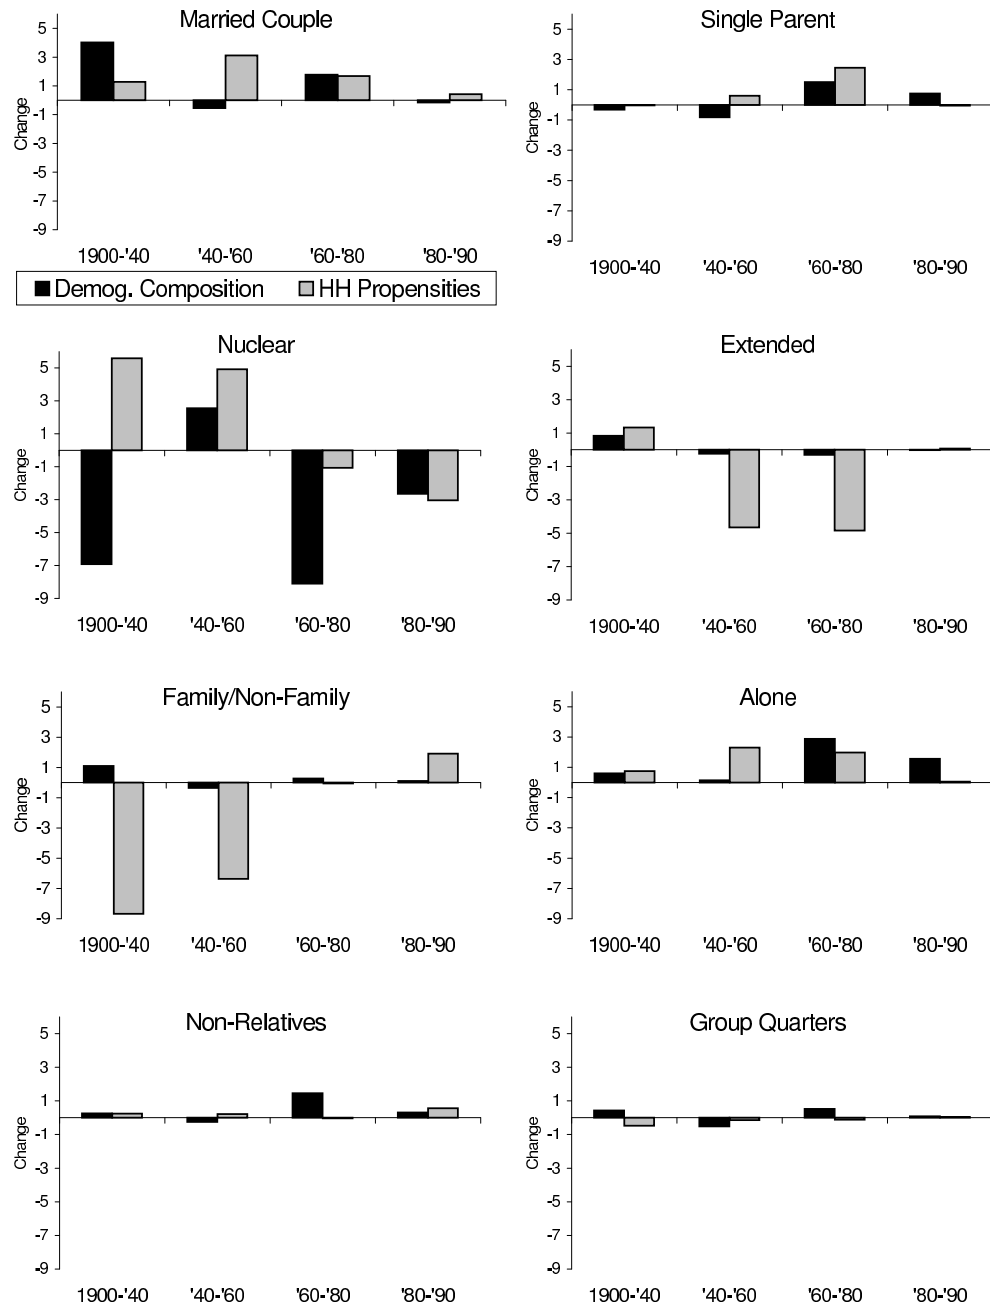 Married Couple
5
3
1
-1
-3
-5
-7
-9
Change
1900-'40 '40-'60 '60-'80 '80-'90
Single Parent
5
3
1
-1
-3
-5
-7
-9
Change
1900-'40 '40-'60 '60-'80 '80-'90
Demog. Composition HH Propensities
Nuclear
5
3
1
-1
-3
-5
-7
-9
Change
1900-'40 '40-'60 '60-'80 '80-'90
Extended
5
3
1
-1
-3
-5
-7
-9
Change
1900-'40 '40-'60 '60-'80 '80-'90
Family/Non-Family
5
3
1
-1
-3
-5
-7
-9
Change
1900-'40 '40-'60 '60-'80 '80-'90
Alone
5
3
1
-1
-3
-5
-7
-9
Change
1900-'40 '40-'60 '60-'80 '80-'90
Non-Relatives
5
3
1
-1
-3
-5
-7
-9
Change
1900-'40 '40-'60 '60-'80 '80-'90
Group Quarters
5
3
1
-1
-3
-5
-7
-9
Change
1900-'40 '40-'60 '60-'80 '80-'90